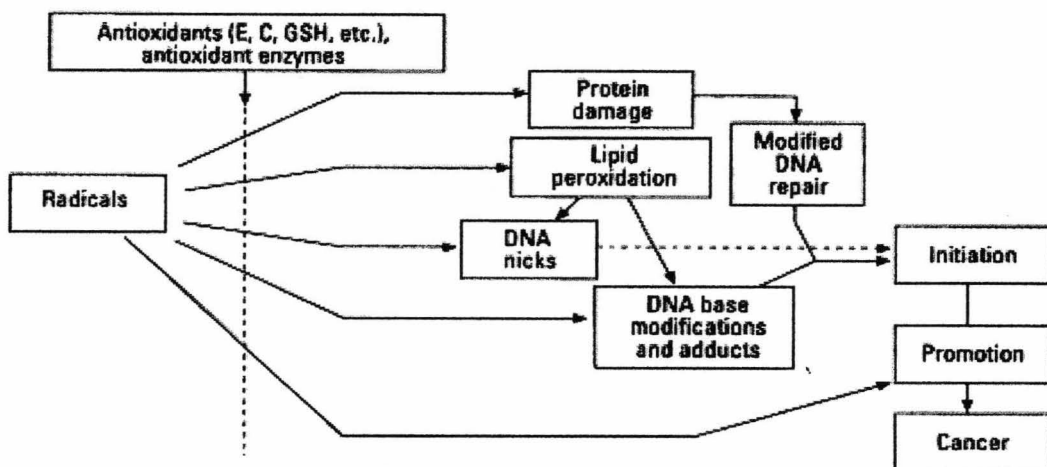 Antioxidants (E, C, GSH, etc.),
antioxidant enzymes
Protein
damage
Modified
DNA
repair
Lipid
peroxidation
Radicals
DNA
nicks
Initiation
DNA base
modifications
and adducts
Promotion
Cancer